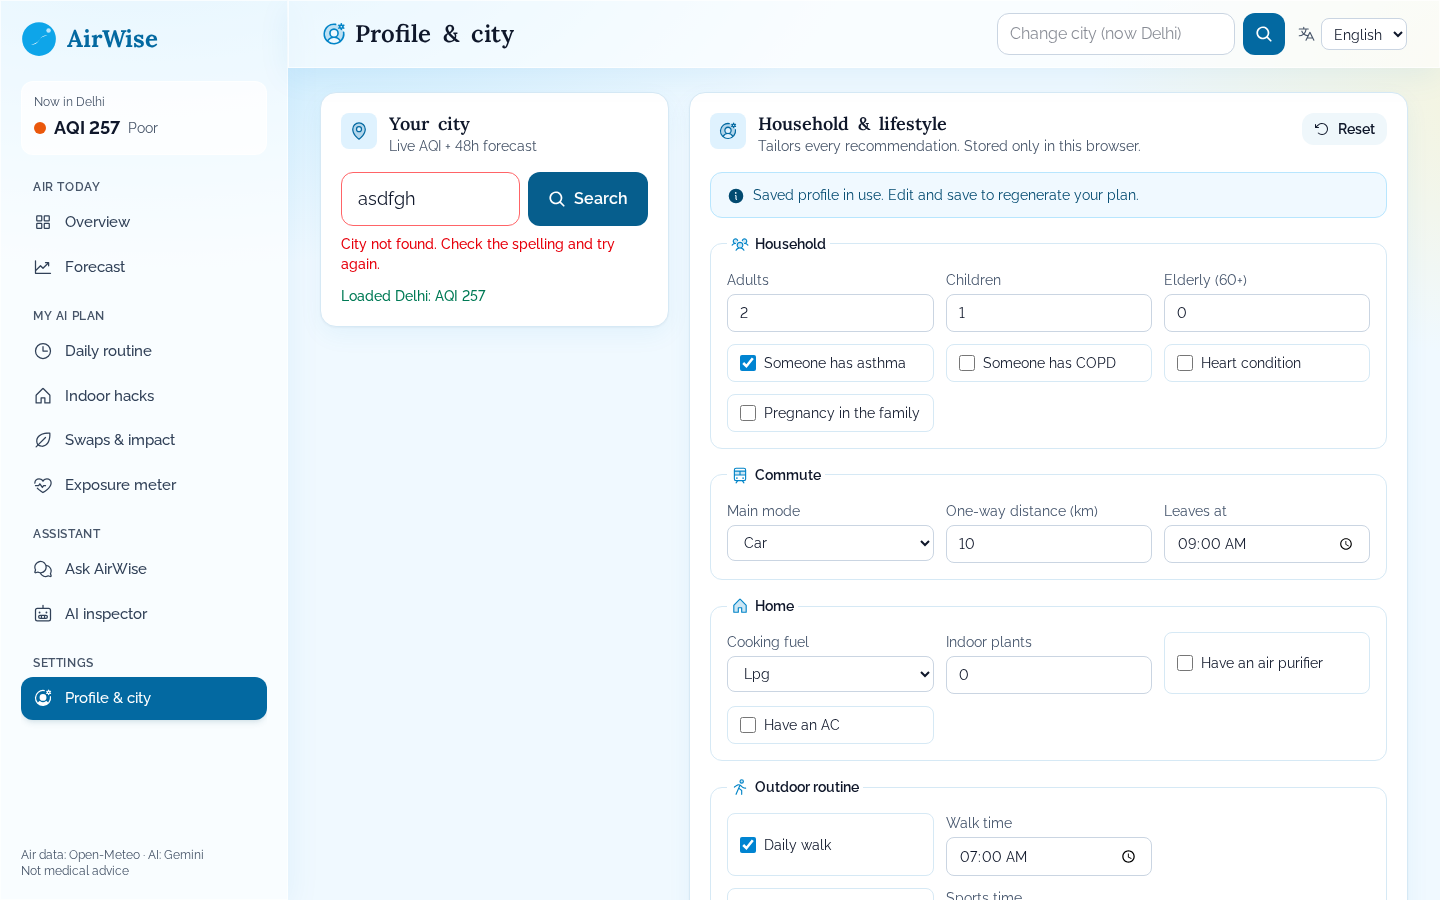 AirWise
Now in Delhi
AQI 257 Poor
AIR TODAY
Overview
Forecast
MY AI PLAN
Daily routine
Indoor hacks
Swaps & impact
Exposure meter
ASSISTANT
Ask AirWise
AI inspector
SETTINGS
Profile & city
Air data: Open-Meteo · AI: Gemini
Not medical advice
Profile & city
Change city (now Delhi)
English
Your city
Live AQI + 48h forecast
asdfgh
Search
City not found. Check the spelling and try
again.
Loaded Delhi: AQI 257
Household & lifestyle
Tailors every recommendation. Stored only in this browser.
Reset
Saved profile in use. Edit and save to regenerate your plan.
Household
Adults
Children
Elderly (60+)
2
1
0
Someone has asthma
Someone has COPD
Heart condition
Pregnancy in the family
Commute
Main mode
One-way distance (km)
Leaves at
Car
10
09:00 AM
Home
Cooking fuel
Indoor plants
Lpg
0
Have an air purifier
Have an AC
Outdoor routine
Daily walk
Walk time
07:00 AM
Sports time